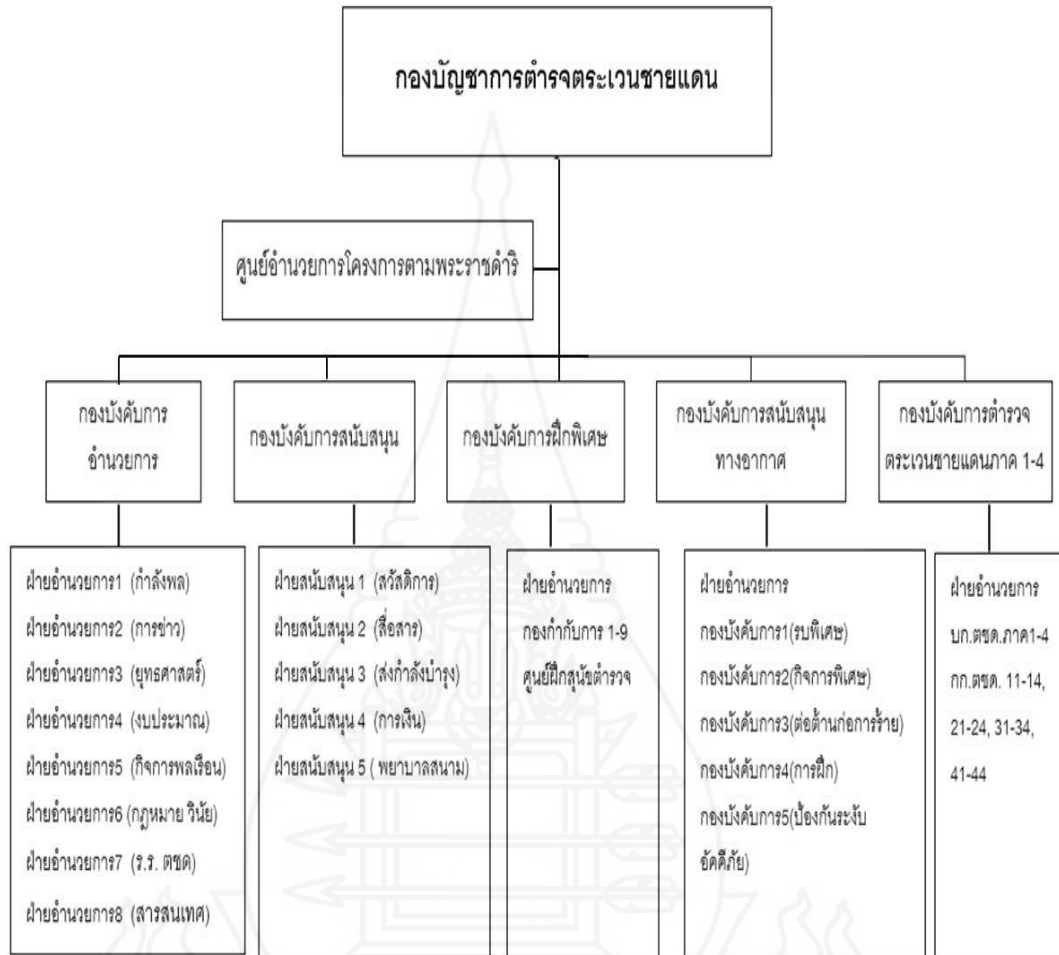 กองบัญชาการตำรจตระเวนชายแดน
ศูนย์อำนวยการโครงการตามพระราชดำริ
กองบังคับการ
อำนวยการ
กองบังคับการสนับสนุน
กองบังคับการฝึกพิเศษ
กองบังคับการสนับสนุน
ทางอากาศ
กองบังคับการตำรวจ
ตระเวนชายแดนภาค 1-4
ฝ่ายอำนวยการ1 (กำลังพล)
ฝ่ายอำนวยการ2 (การข่าว)
ฝ่ายอำนวยการ3 (ยุทธศาสตร์)
ฝ่ายอำนวยการ4 (งบประมาณ)
ฝ่ายอำนวยการ5 (กิจการพลเรือน)
ฝ่ายอำนวยการ6 (กฎหมาย วินัย)
ฝ่ายอำนวยการ7 (ร.ร. ตชด)
ฝ่ายอำนวยการ8 (สารสนเทศ)
ฝ่ายสนับสนุน 1 (สวัสดิการ)
ฝ่ายสนับสนุน 2 (สื่อสาร)
ฝ่ายสนับสนุน 3 (ส่งกำลังบำรุง)
ฝ่ายสนับสนุน 4 (การเงิน)
ฝ่ายสนับสนุน 5 ( พยาบาลสนาม)
ฝ่ายอำนวยการ
กองกำกับการ 1-9
ศูนย์ฝึกสุนัขตำรวจ
ฝ่ายอำนวยการ
กองบังคับการ1(รบพิเศษ)
กองบังคับการ2(กิจการพิเศษ)
กองบังคับการ3(ต่อต้านก่อการร้าย)
กองบังคับการ4(การฝึก)
กองบังคับการ5(ป้องกันระงับ
อัคคีภัย)
ฝ่ายอำนวยการ
บก.ตชด.ภาค1-4
กก.ตชด. 11-14,
21-24, 31-34,
41-44